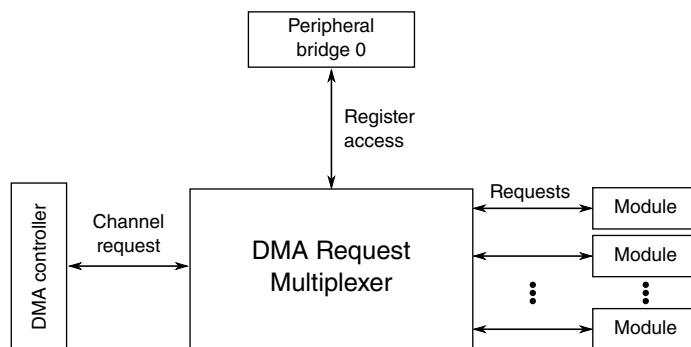 Peripheral
bridge 0
Register
access
DMA controller
Channel
request
DMA Request
Multiplexer
Requests
Module
Module
Module